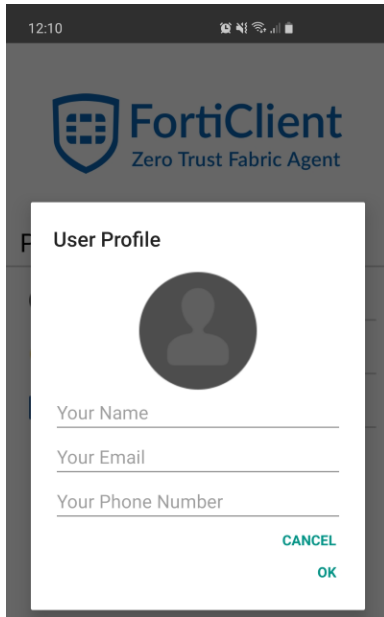 12:10
FortiClient
Zero Trust Fabric Agent
User Profile
Your Name
Your Email
Your Phone Number
CANCEL
OK